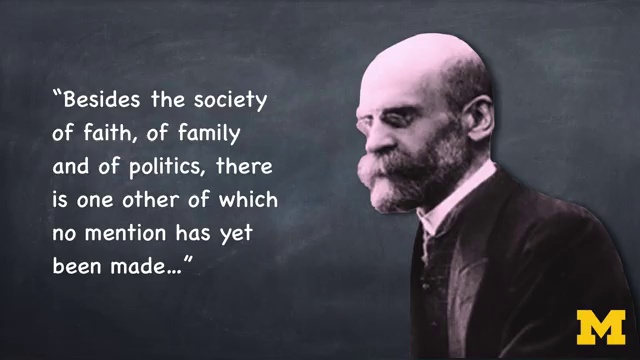 “Besides the society
of faith, of family
and of politics, there
is one other of which
no mention has yet
been made...”
M